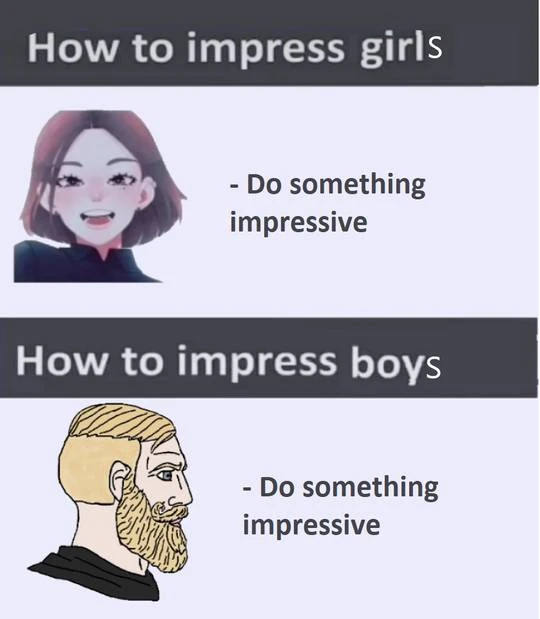 How to impress girls
- Do something
impressive
How to impress boys
- Do something
impressive